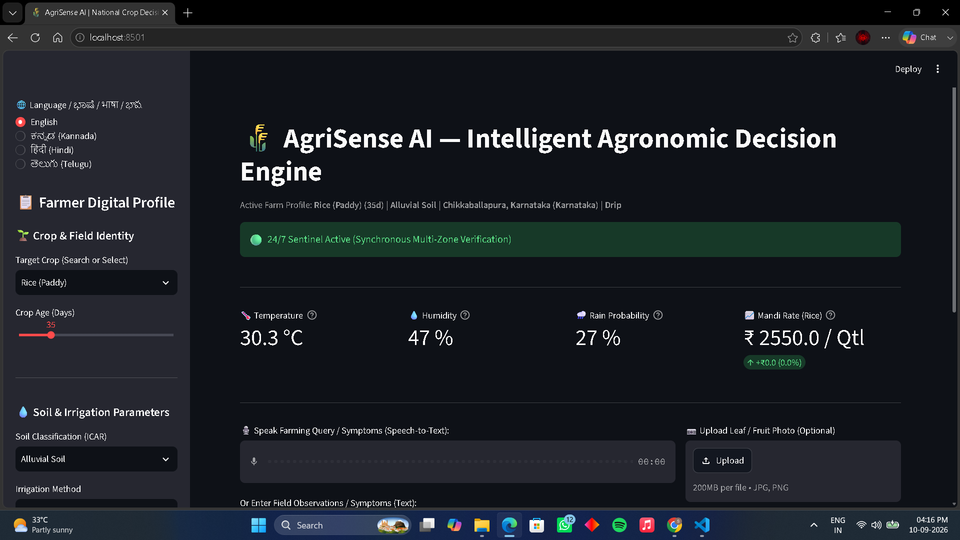 AgriSense AI | National Crop Decis
localhost:8501
Chat
Deploy
Language / ಭಾಷೆ / भाषा / భాష
English
ಕನ್ನಡ (Kannada)
हिंदी (Hindi)
తెలుగు (Telugu)
Farmer Digital Profile
Crop & Field Identity
Target Crop (Search or Select)
Rice (Paddy)
Crop Age (Days)
35
Soil & Irrigation Parameters
Soil Classification (ICAR)
Alluvial Soil
Irrigation Method
AgriSense AI — Intelligent Agronomic Decision
Engine
Active Farm Profile: Rice (Paddy) (35d) | Alluvial Soil | Chikkaballapura, Karnataka (Karnataka) | Drip
24/7 Sentinel Active (Synchronous Multi-Zone Verification)
Temperature
30.3 °C
Humidity
47 %
Rain Probability
27 %
Mandi Rate (Rice)
₹ 2550.0 / Qtl
↑ +₹0.0 (0.0%)
Speak Farming Query / Symptoms (Speech-to-Text):
00:00
Upload Leaf / Fruit Photo (Optional)
Upload
200MB per file • JPG, PNG
Or Enter Field Observations / Symptoms (Text):
33°C
Partly sunny
Search
12
ENG
IN
04:16 PM
10-09-2026